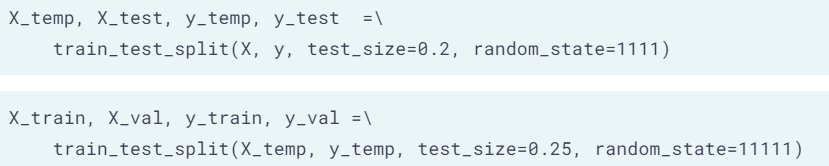 X_temp, X_test, y_temp, y_test  =\
    train_test_split(X, y, test_size=0.2, random_state=1111)
X_train, X_val, y_train, y_val =\
    train_test_split(X_temp, y_temp, test_size=0.25, random_state=11111)